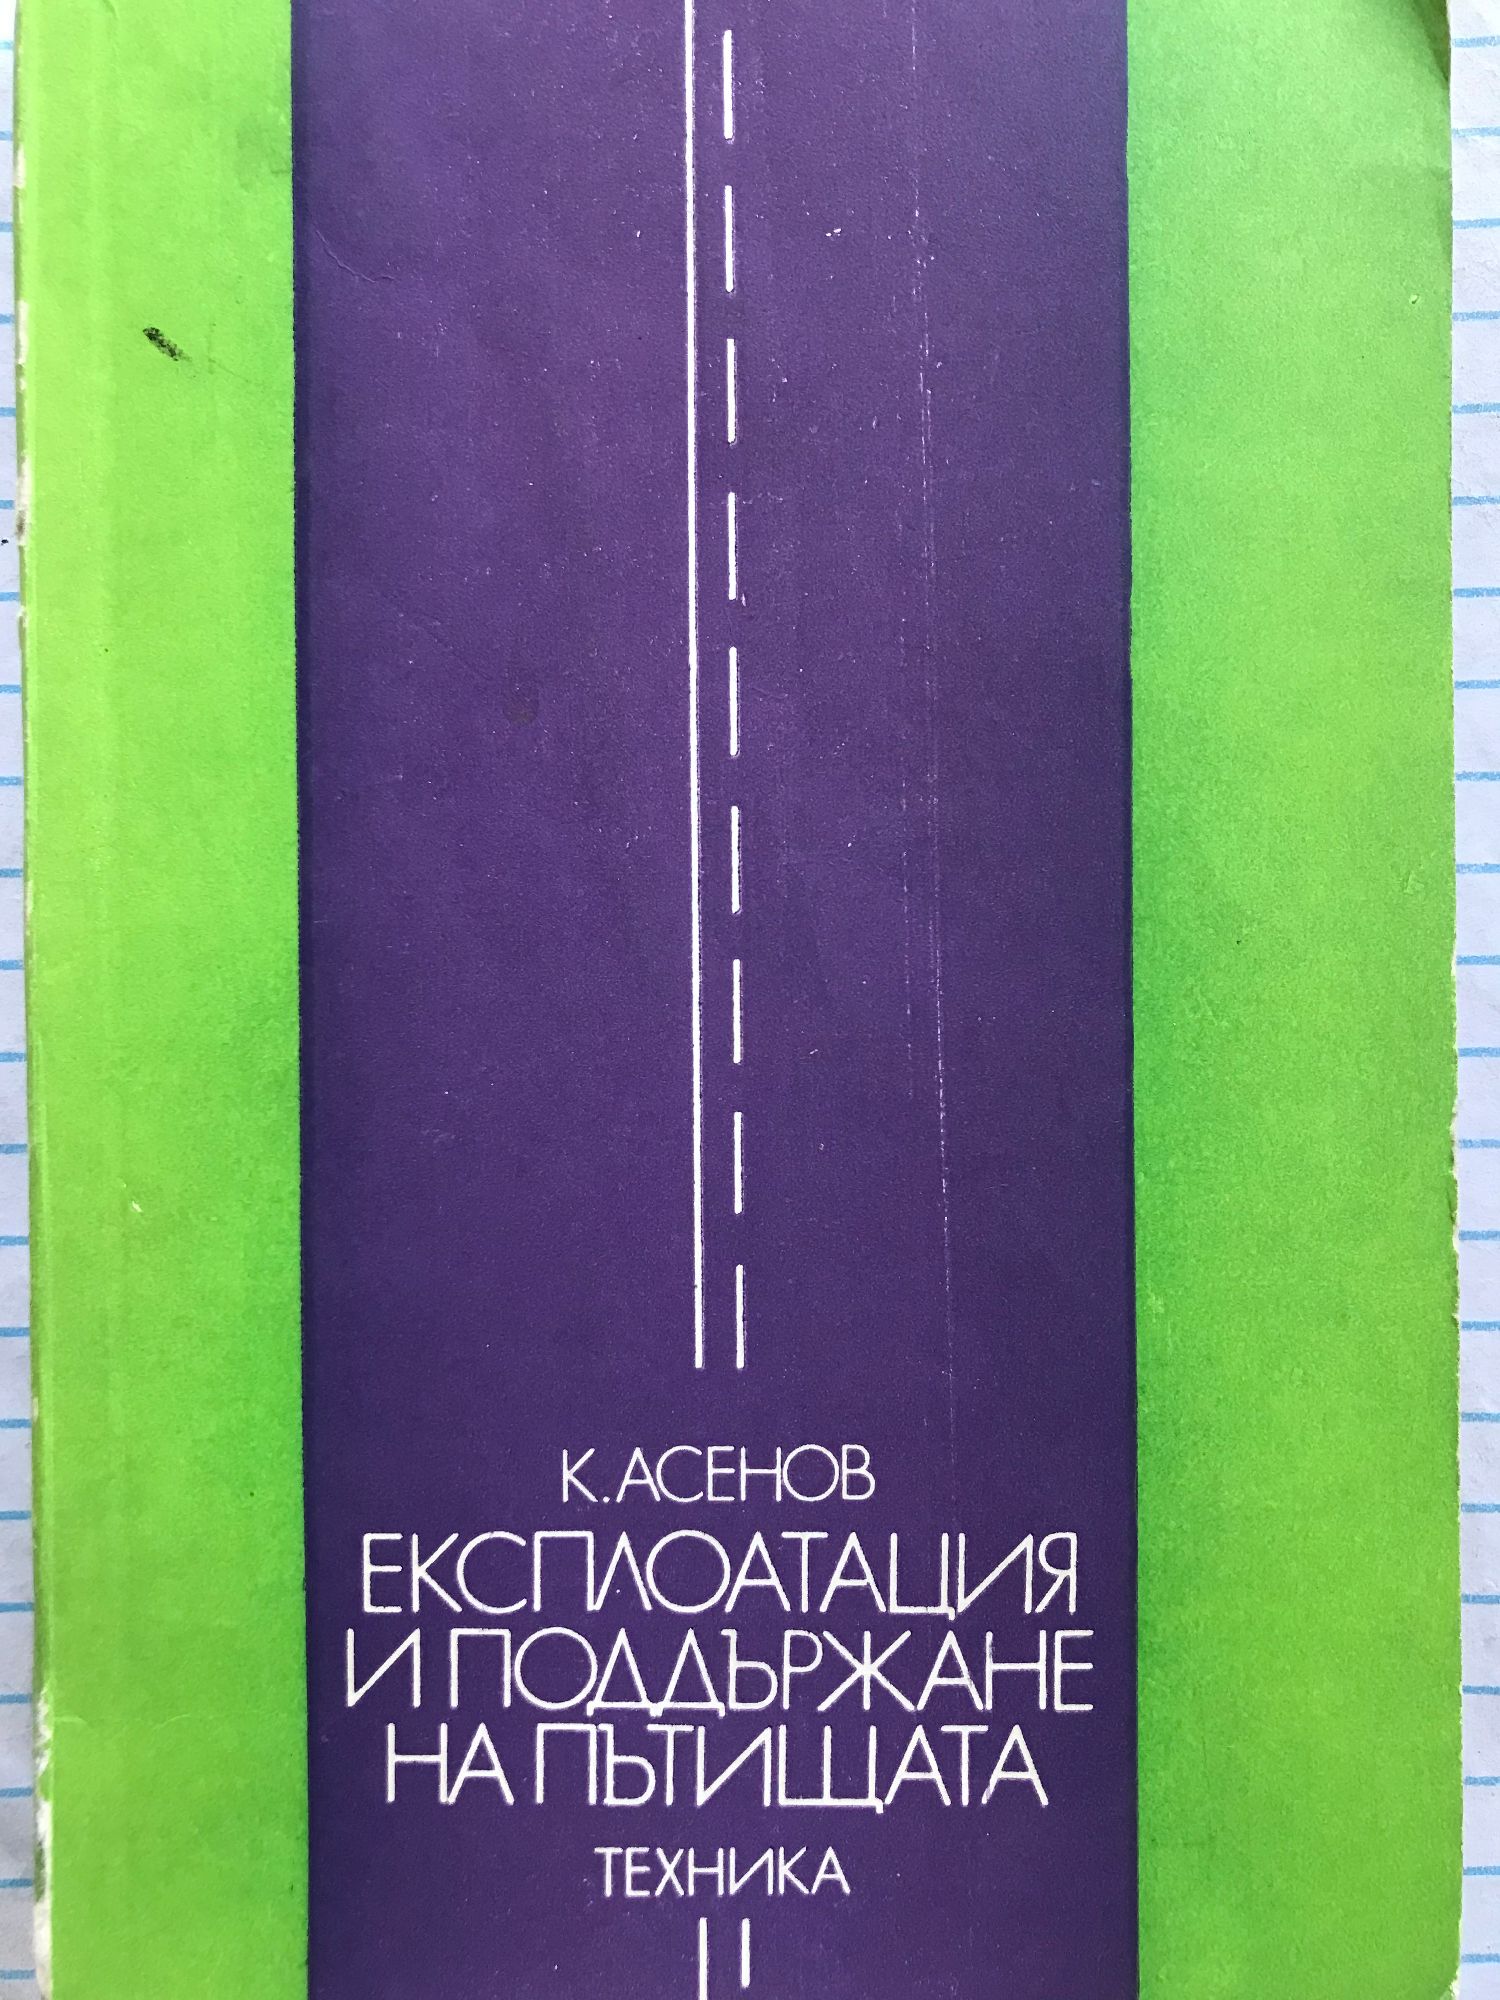 К. АСЕНОВ
ЕКСПЛОАТАЦИЯ
И ПОДДЪРЖАНЕ
НА ПЪТИЩАТА
ТЕХНИКА